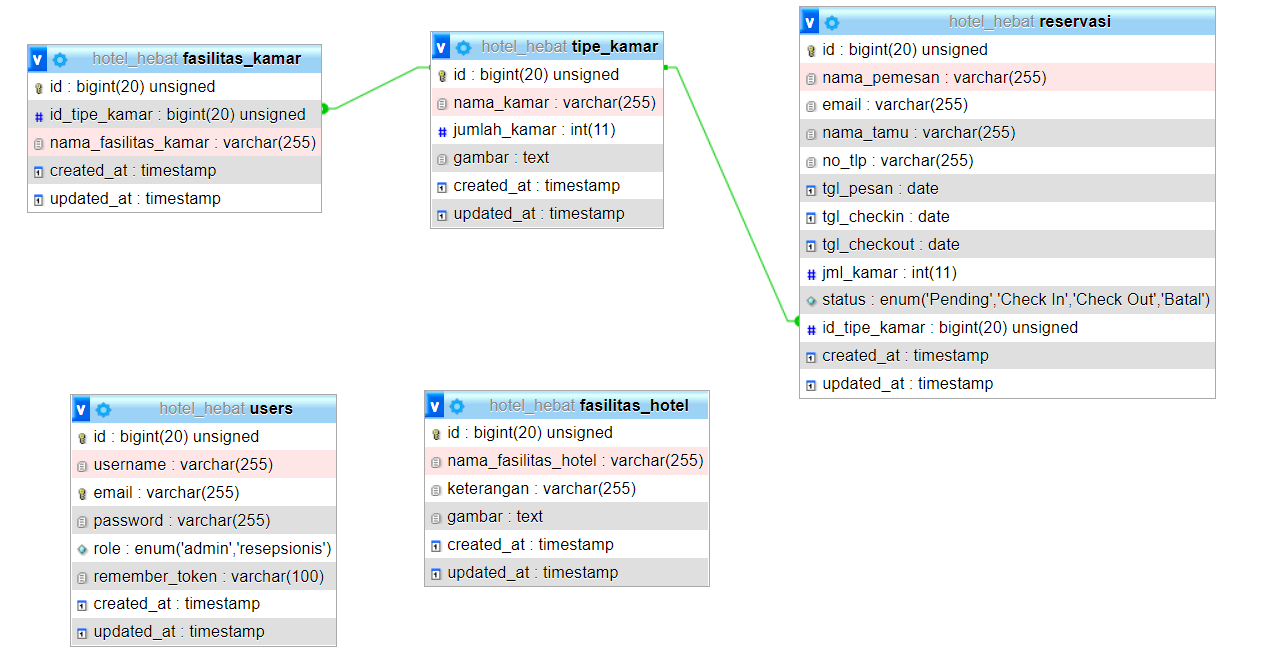 hotel_hebat fasilitas_kamar
id : bigint(20) unsigned
id_tipe_kamar : bigint(20) unsigned
nama_fasilitas_kamar : varchar(255)
created_at : timestamp
updated_at : timestamp
hotel_hebat tipe_kamar
id : bigint(20) unsigned
nama_kamar : varchar(255)
jumlah_kamar : int(11)
gambar : text
created_at : timestamp
updated_at : timestamp
hotel_hebat reservasi
id : bigint(20) unsigned
nama_pemesan : varchar(255)
email : varchar(255)
nama_tamu : varchar(255)
no_tlp : varchar(255)
tgl_pesan : date
tgl_checkin : date
tgl_checkout : date
jml_kamar : int(11)
status : enum('Pending','Check In','Check Out','Batal')
id_tipe_kamar : bigint(20) unsigned
created_at : timestamp
updated_at : timestamp
hotel_hebat users
id : bigint(20) unsigned
username : varchar(255)
email : varchar(255)
password : varchar(255)
role : enum('admin','resepsionis')
remember_token : varchar(100)
created_at : timestamp
updated_at : timestamp
hotel_hebat fasilitas_hotel
id : bigint(20) unsigned
nama_fasilitas_hotel : varchar(255)
keterangan : varchar(255)
gambar : text
created_at : timestamp
updated_at : timestamp